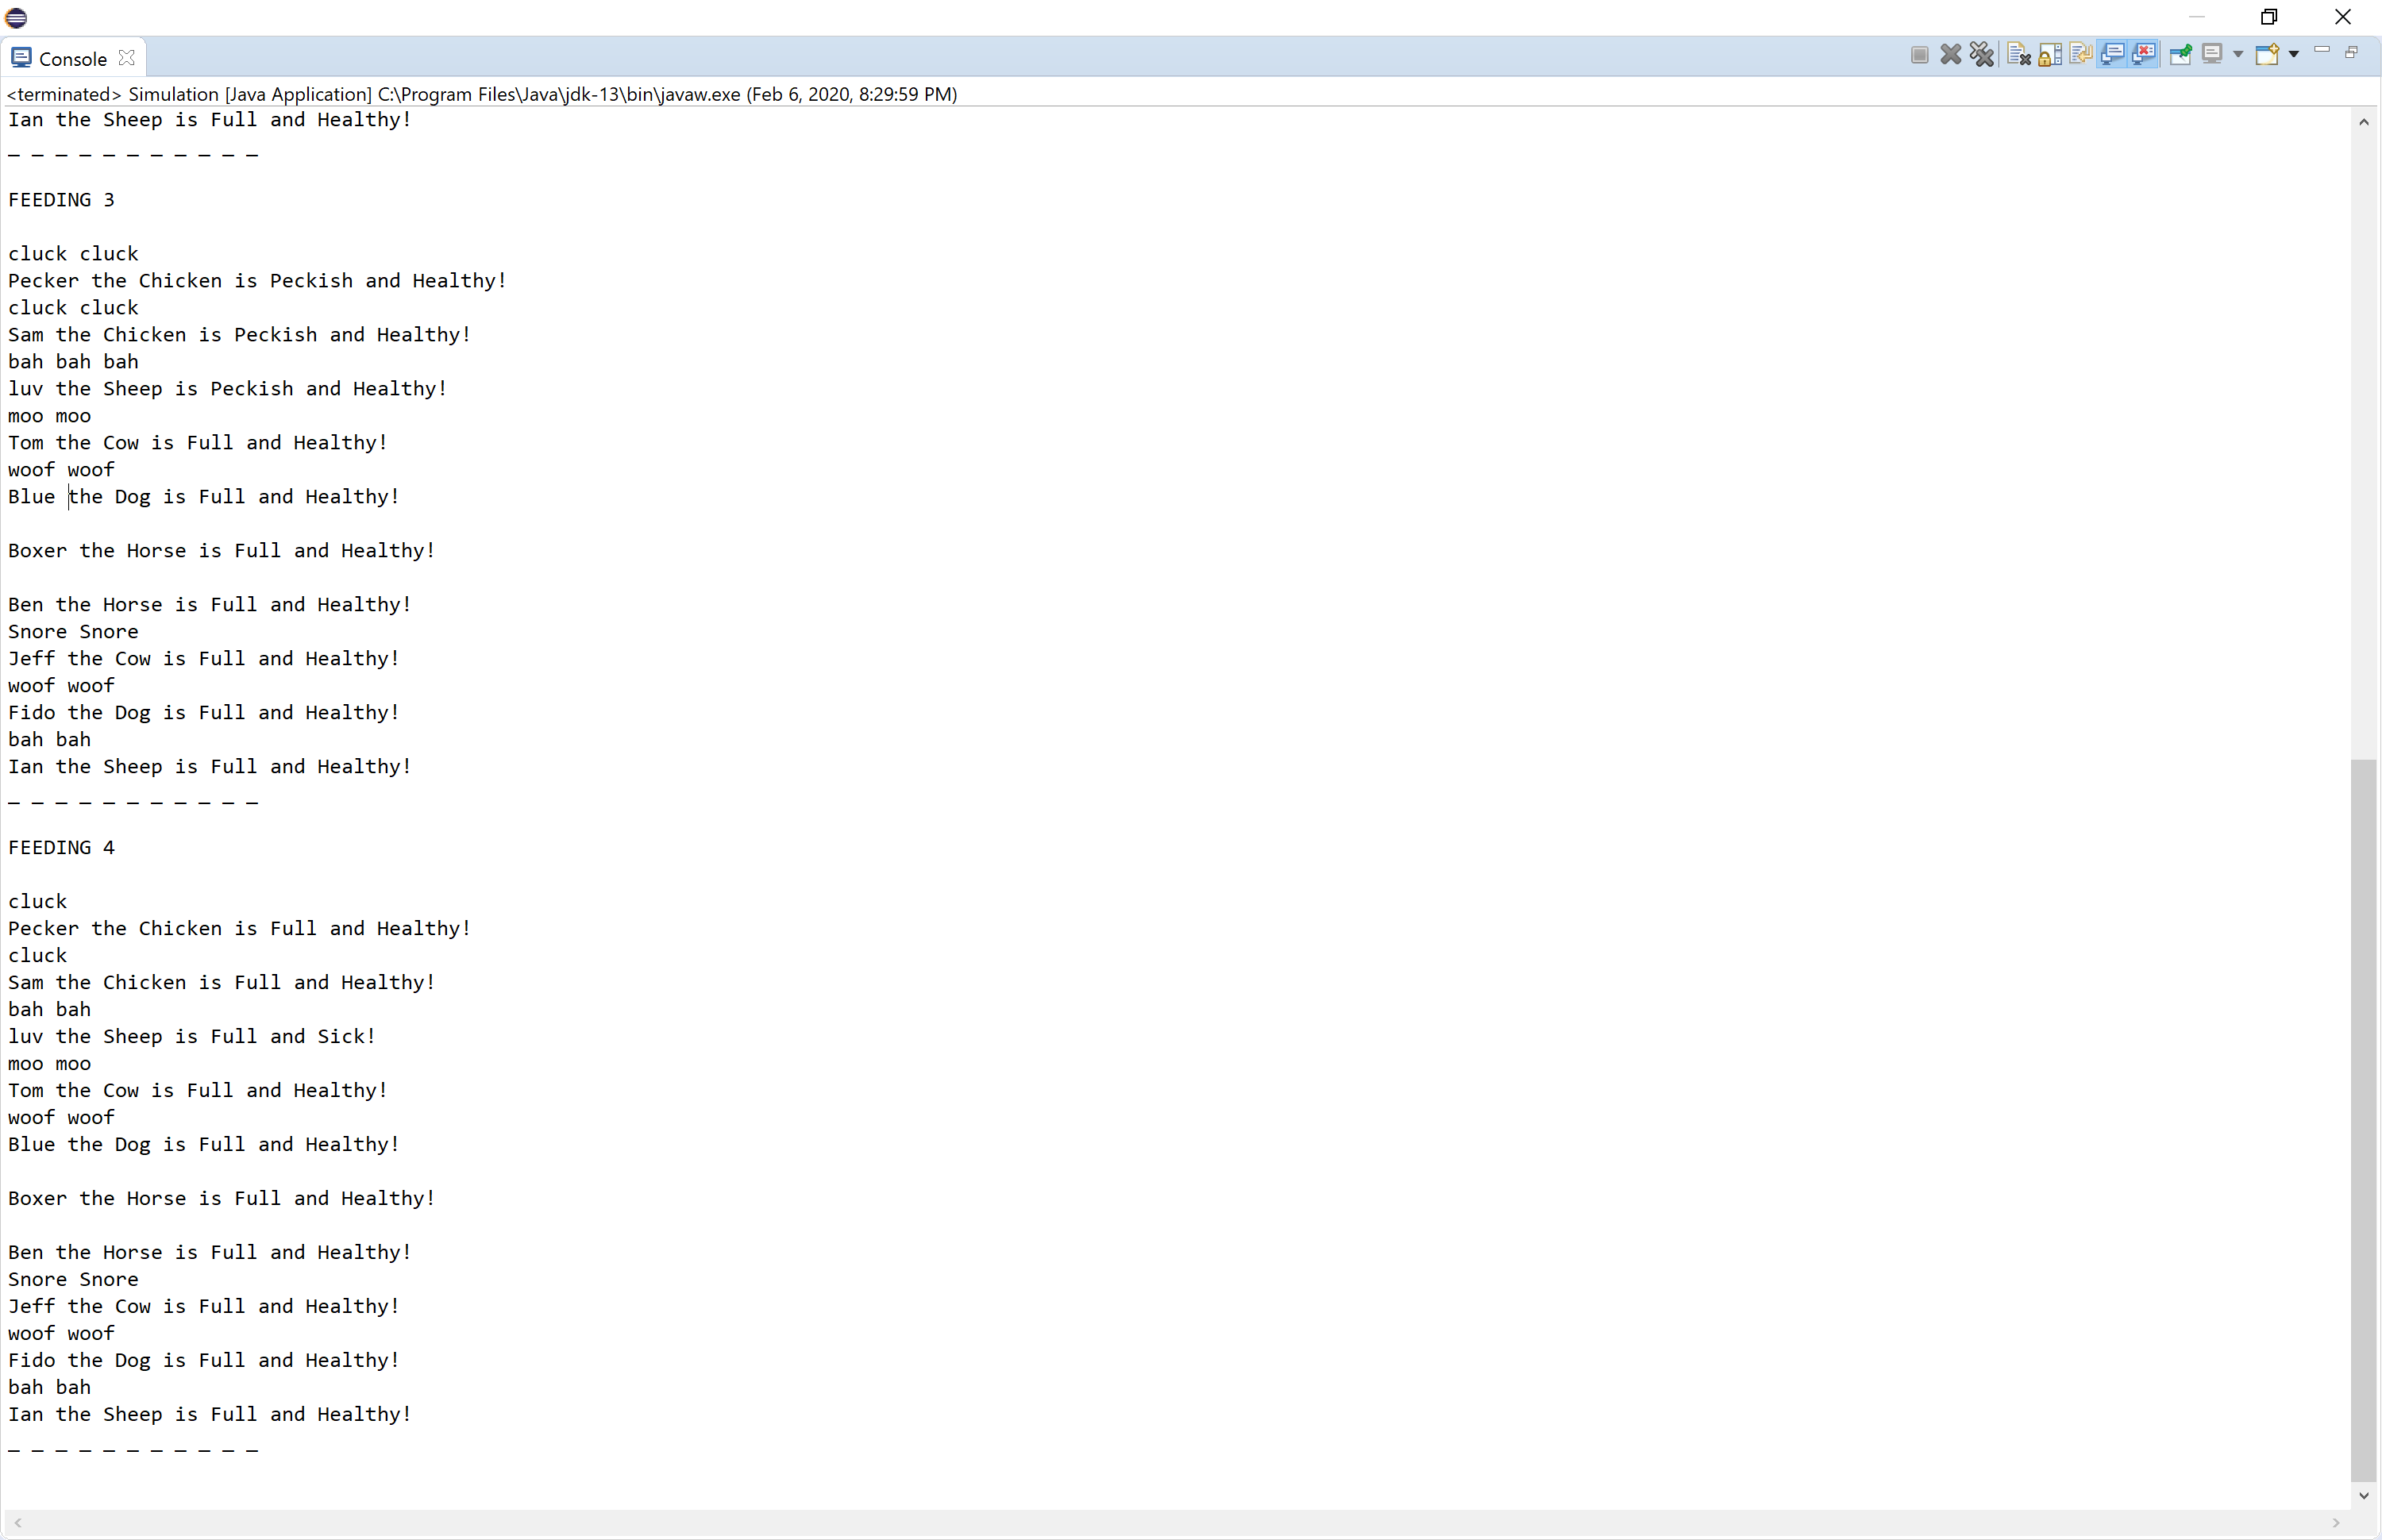 Console
<terminated> Simulation [Java Application] C:\Program Files\Java\jdk-13\bin\javaw.exe (Feb 6, 2020, 8:29:59 PM)
Ian the Sheep is Full and Healthy!
_ _ _ _ _ _ _ _ _ _ _
FEEDING 3
cluck cluck
Pecker the Chicken is Peckish and Healthy!
cluck cluck
Sam the Chicken is Peckish and Healthy!
bah bah bah
luv the Sheep is Peckish and Healthy!
moo moo
Tom the Cow is Full and Healthy!
woof woof
Blue the Dog is Full and Healthy!
Boxer the Horse is Full and Healthy!
Ben the Horse is Full and Healthy!
Snore Snore
Jeff the Cow is Full and Healthy!
woof woof
Fido the Dog is Full and Healthy!
bah bah
Ian the Sheep is Full and Healthy!
_ _ _ _ _ _ _ _ _ _ _
FEEDING 4
cluck
Pecker the Chicken is Full and Healthy!
cluck
Sam the Chicken is Full and Healthy!
bah bah
luv the Sheep is Full and Sick!
moo moo
Tom the Cow is Full and Healthy!
woof woof
Blue the Dog is Full and Healthy!
Boxer the Horse is Full and Healthy!
Ben the Horse is Full and Healthy!
Snore Snore
Jeff the Cow is Full and Healthy!
woof woof
Fido the Dog is Full and Healthy!
bah bah
Ian the Sheep is Full and Healthy!
_ _ _ _ _ _ _ _ _ _ _